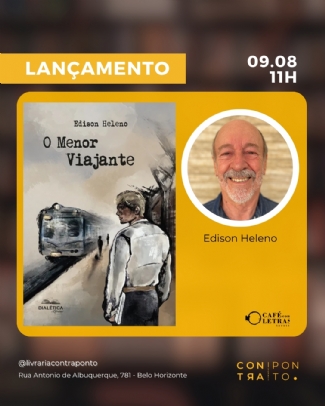 LANÇAMENTO
09.08
11H
Edison Heleno
O Menor
Viajante
DIALÉTICA
Edison Heleno
CAFÉ COM
LETRA!
@livrariacontraponto
Rua Antonio de Albuquerque, 781 - Belo Horizonte
CON PON
TRA TO.